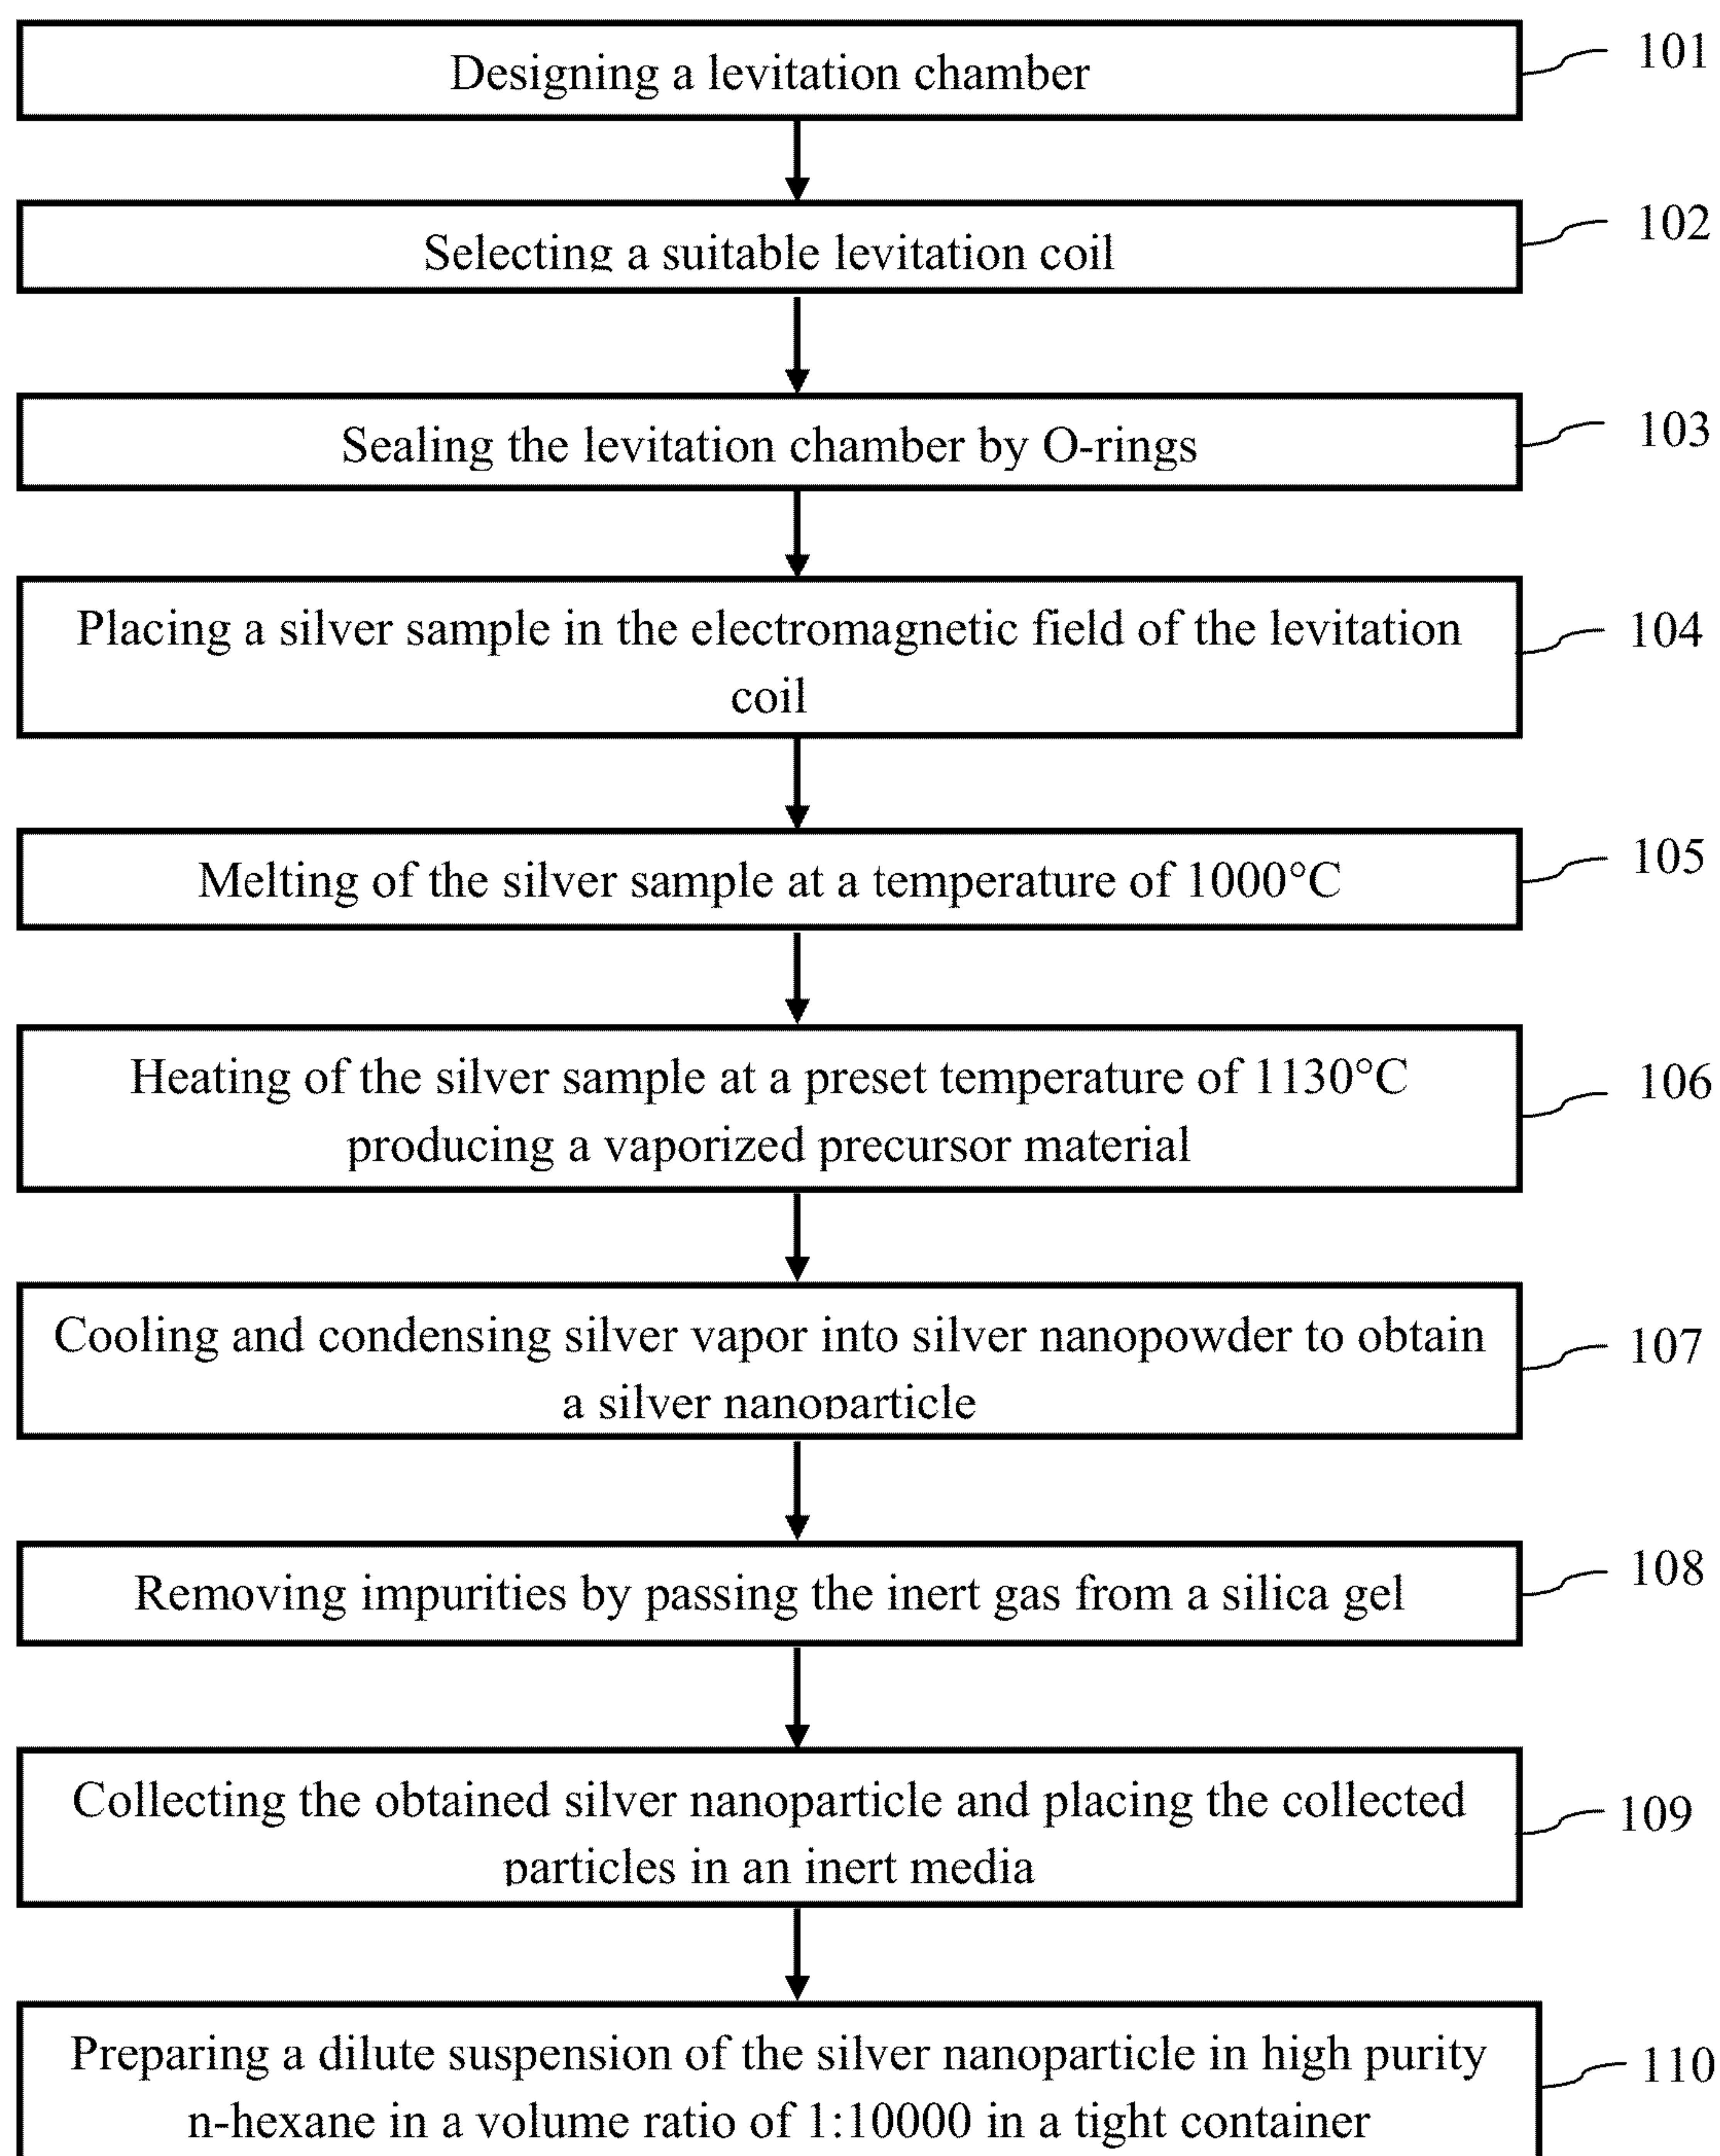 Designing a levitation chamber
101
Selecting a suitable levitation coil
102
Sealing the levitation chamber by O-rings
103
Placing a silver sample in the electromagnetic field of the levitation
coil
104
Melting of the silver sample at a temperature of 1000°C
105
Heating of the silver sample at a preset temperature of 1130°C
producing a vaporized precursor material
106
Cooling and condensing silver vapor into silver nanopowder to obtain
a silver nanoparticle
107
Removing impurities by passing the inert gas from a silica gel
108
Collecting the obtained silver nanoparticle and placing the collected
particles in an inert media
109
Preparing a dilute suspension of the silver nanoparticle in high purity
n-hexane in a volume ratio of 1:10000 in a tight container
110